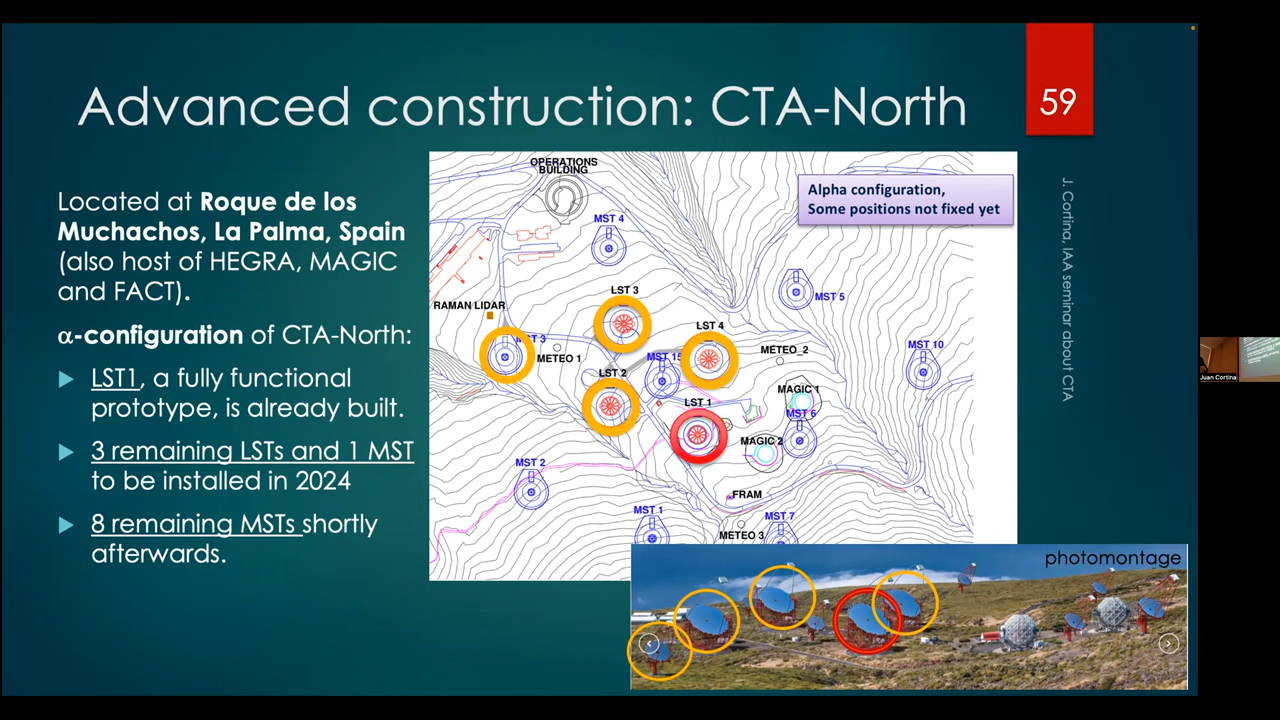 Advanced construction: CTA-North
59
Located at Roque de los
Muchachos, La Palma, Spain
(also host of HEGRA, MAGIC
and FACT).
α-configuration of CTA-North:
LST1, a fully functional
prototype, is already built.
3 remaining LSTs and 1 MST
to be installed in 2024
8 remaining MSTs shortly
afterwards.
OPERATIONS
BUILDING
Alpha configuration,
Some positions not fixed yet
MST 4
LST 3
MST 5
RAMAN LIDAR
LST 4
ST 3
METEO 1
MST 15
METEO_2
MST 10
LST 2
MAGIC 1
LST 1
MST 6
MAGIC 2
MST 2
FRAM
MST 1
MST 7
METEO 3
photomontage
J. Cortina, IAA seminar about CTA
Juan Cortina